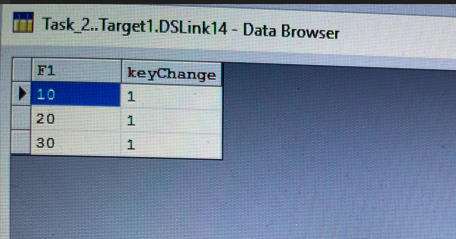 Task_2..Target1.DSLink14 - Data Browser
F1 keyChange
10 1
20 1
30 1